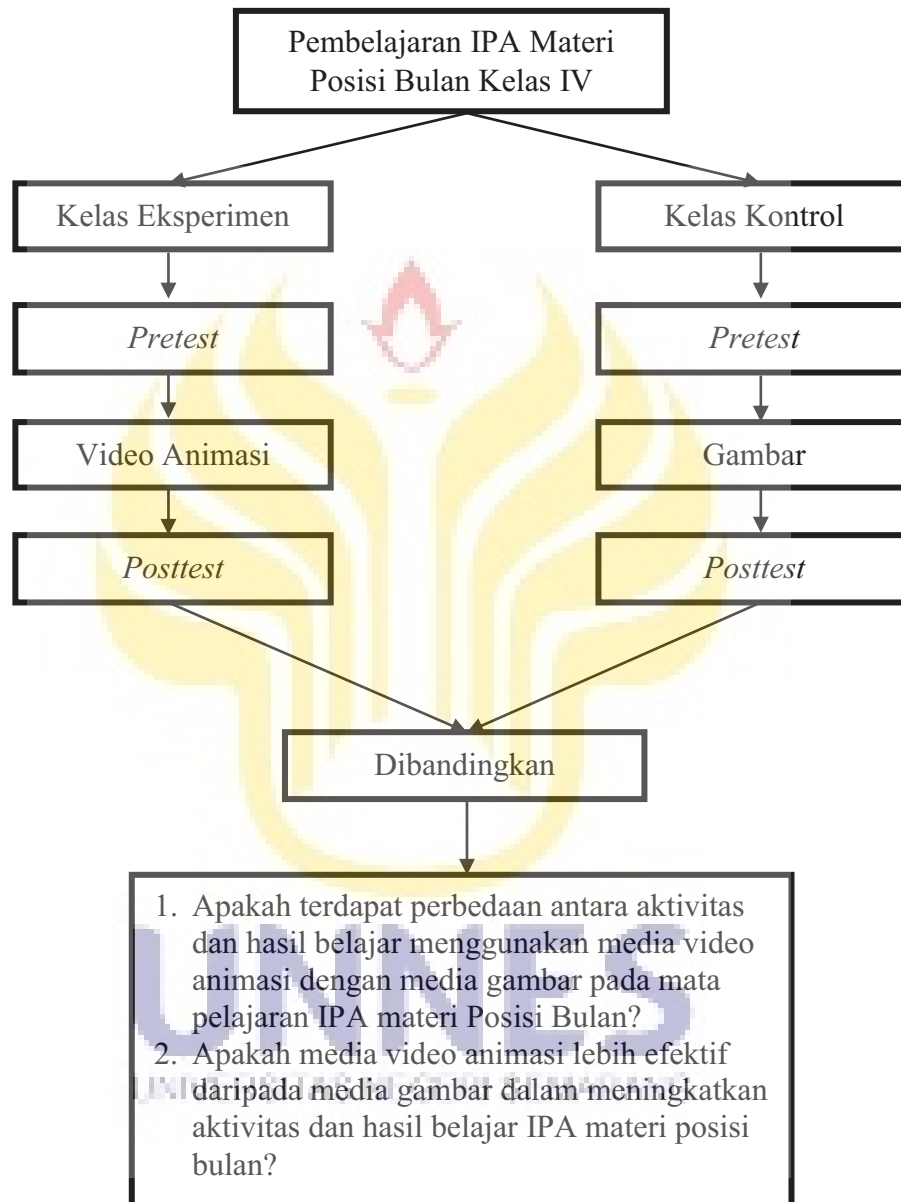 Pembelajaran IPA Materi
Posisi Bulan Kelas IV
Kelas Eksperimen
Kelas Kontrol
Pretest
Pretest
Video Animasi
Gambar
Posttest
Posttest
Dibandingkan
1. Apakah terdapat perbedaan antara aktivitas
dan hasil belajar menggunakan media video
animasi dengan media gambar pada mata
pelajaran IPA materi Posisi Bulan?
2. Apakah media video animasi lebih efektif
daripada media gambar dalam meningkatkan
aktivitas dan hasil belajar IPA materi posisi
bulan?
UNNES